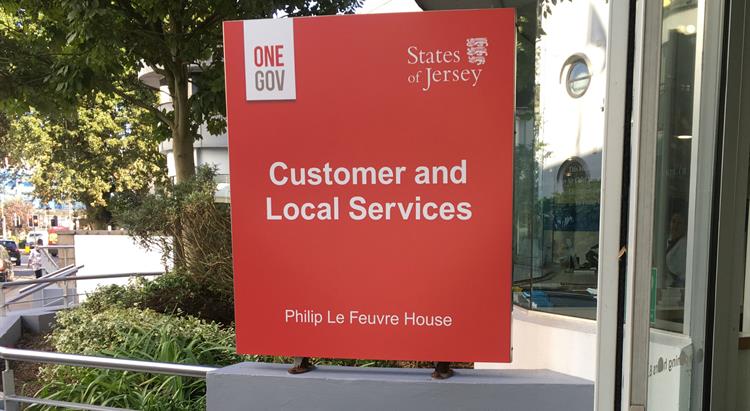 ONE
GOV
States
of Jersey
Customer and
Local Services
Philip Le Feuvre House